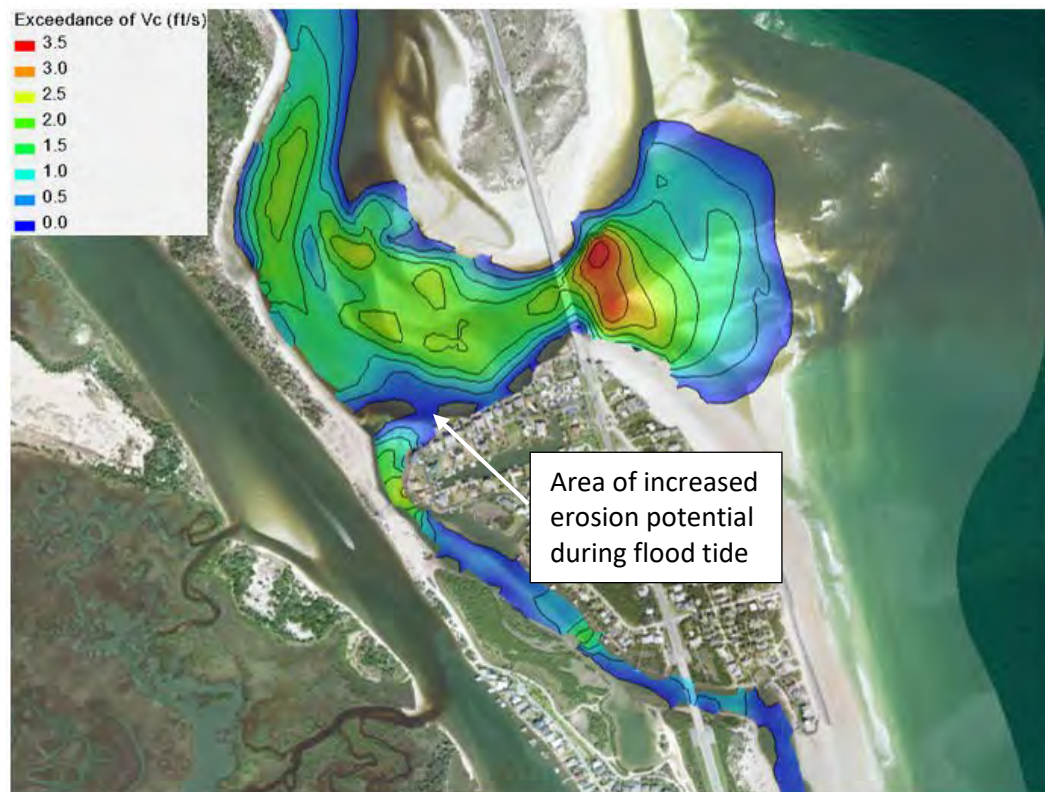 Exceedance of Vc (ft/s)
3.5
3.0
2.5
2.0
1.5
1.0
0.5
0.0
Area of increased
erosion potential
during flood tide